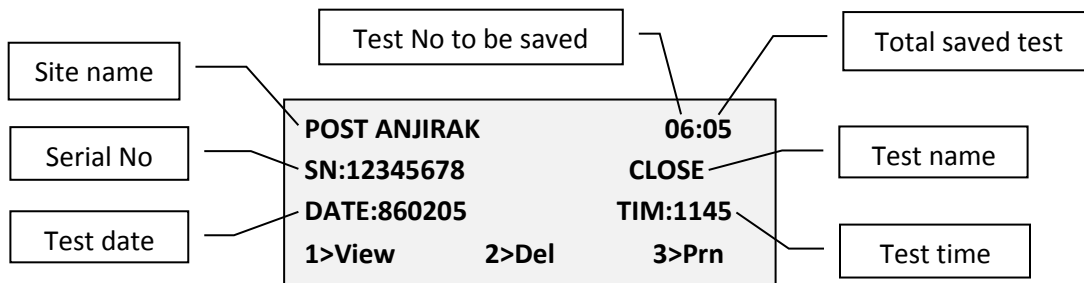 Test No to be saved
Total saved test
Site name
POST ANJIRAK 06:05
Serial No
SN:12345678 CLOSE
Test name
DATE:860205 TIM:1145
Test date
1>View 2>Del 3>Prn
Test time